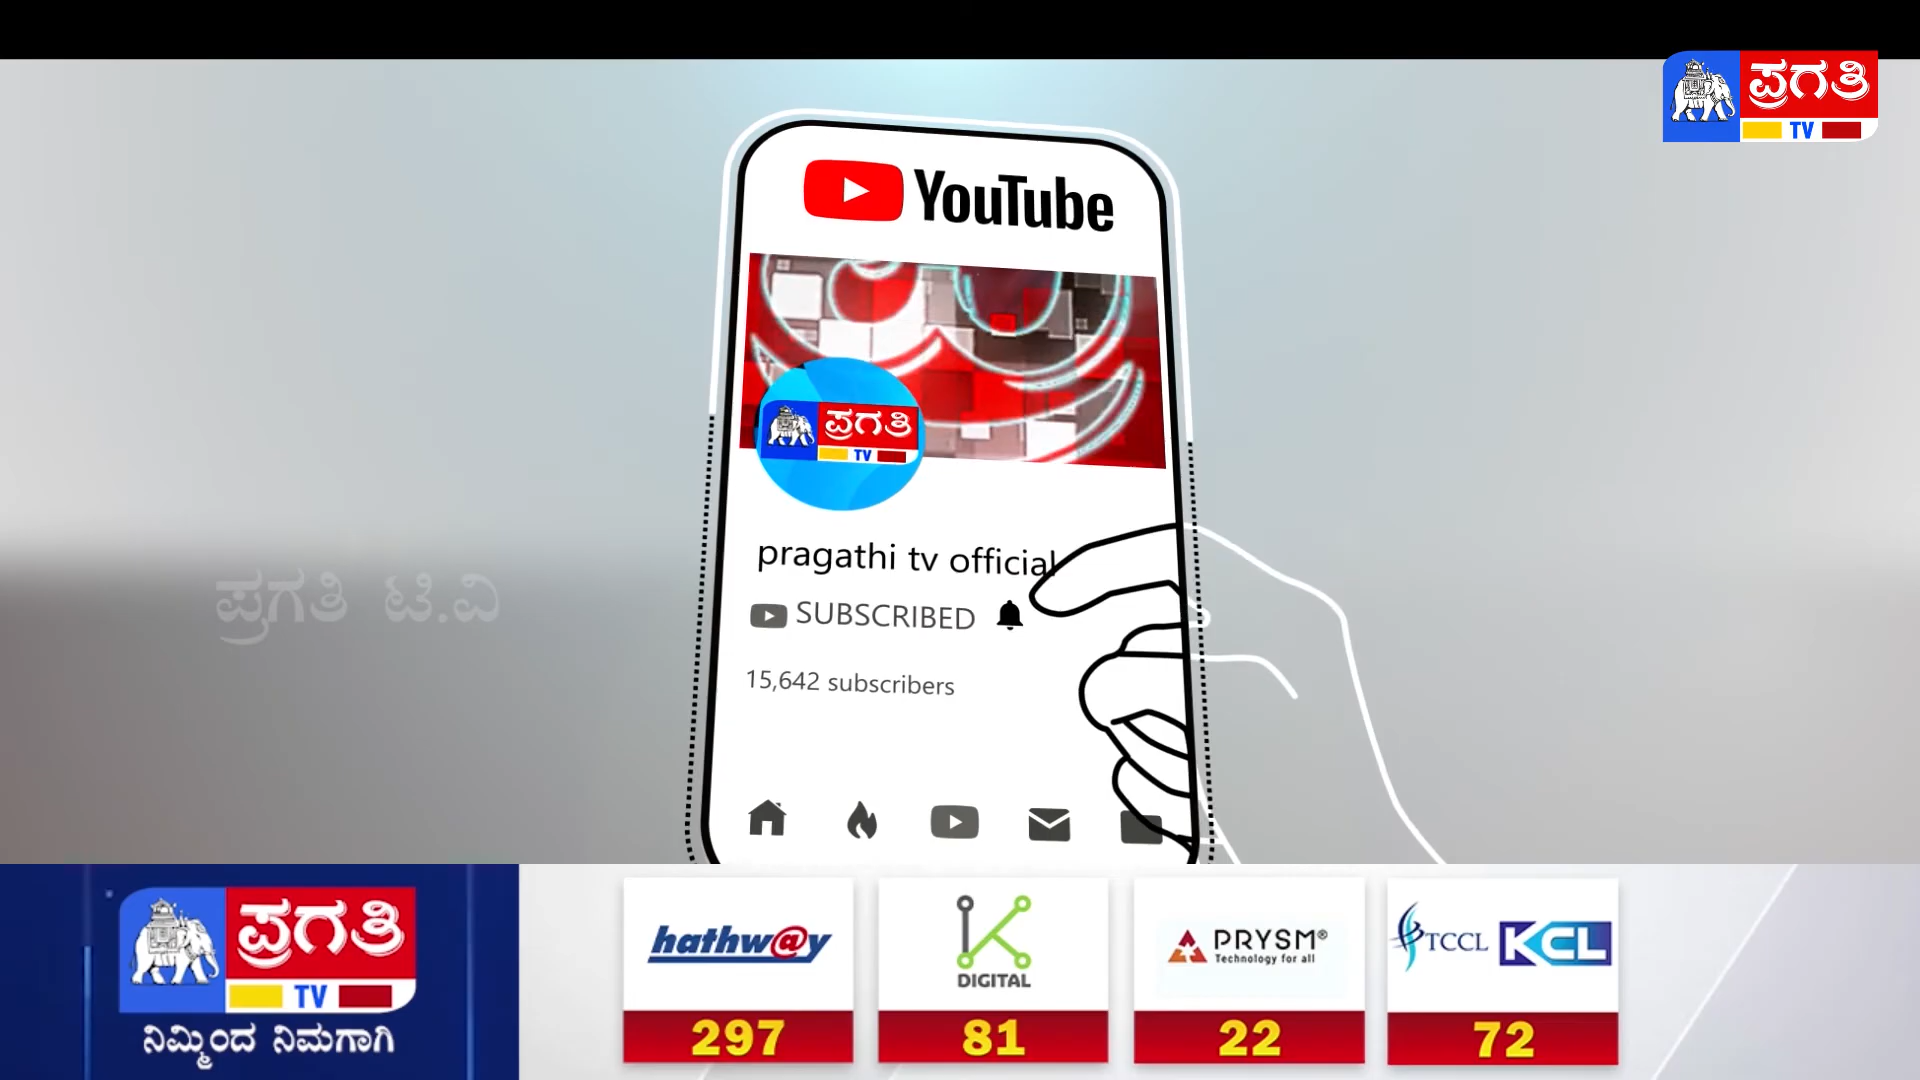 ಪ್ರಗತಿ
TV
YouTube
ಪ್ರಗತಿ
TV
pragathi tv official
SUBSCRIBED
15,642 subscribers
ಪ್ರಗತಿ ಟಿ.ವಿ
ಪ್ರಗತಿ
TV
ನಿಮ್ಮಿಂದ ನಿಮಗಾಗಿ
hathw@y
297
K
DIGITAL
81
PRYSM®
Technology for all
22
TCCL KCL
72